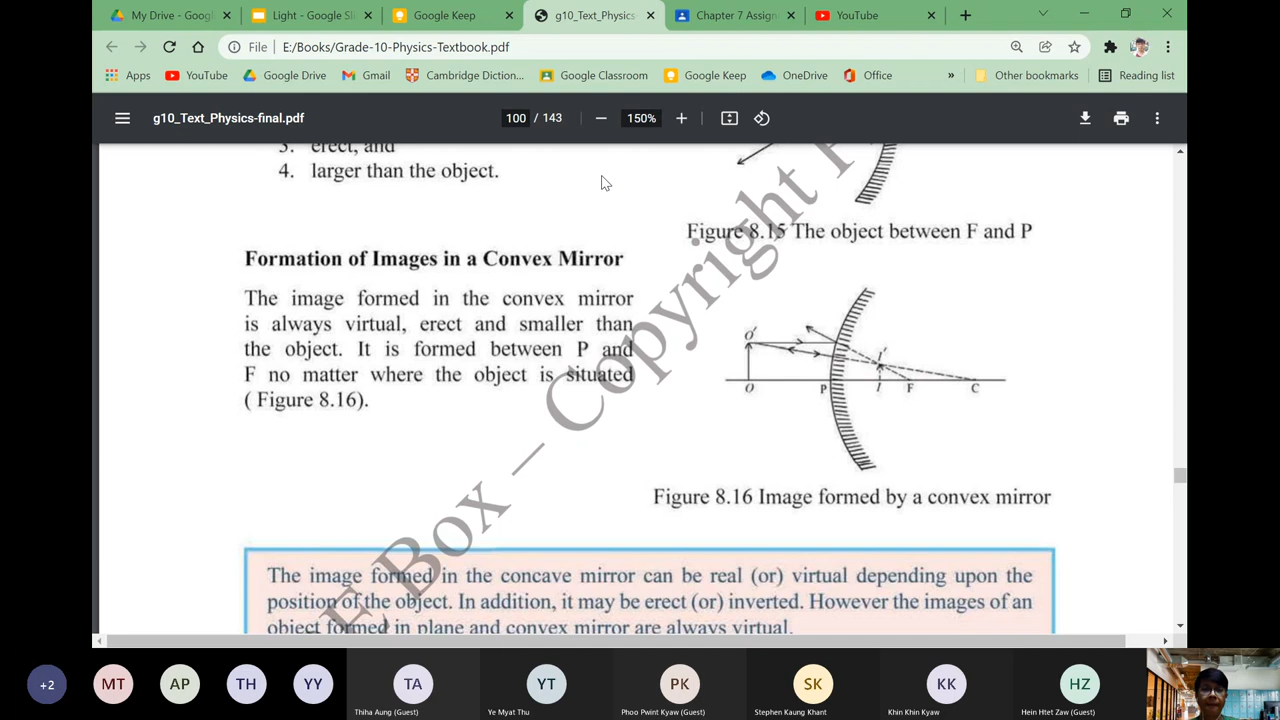 My Drive - Googl
Light - Google Sli
Google Keep
g10_Text_Physics
Chapter 7 Assign
YouTube
File
E:/Books/Grade-10-Physics-Textbook.pdf
Apps
YouTube
Google Drive
Gmail
Cambridge Diction...
Google Classroom
Google Keep
OneDrive
Office
»
Other bookmarks
Reading list
g10_Text_Physics-final.pdf
100 / 143
150%
3. erect, and
4. larger than the object.
Figure 8.15 The object between F and P
Formation of Images in a Convex Mirror
The image formed in the convex mirror
is always virtual, erect and smaller than
the object. It is formed between P and
F no matter where the object is situated
( Figure 8.16).
O′
I′
O P I F C
Figure 8.16 Image formed by a convex mirror
E Box – Copyright
The image formed in the concave mirror can be real (or) virtual depending upon the
position of the object. In addition, it may be erect (or) inverted. However the images of an
object formed in plane and convex mirror are always virtual.
+2
MT
AP
TH
YY
TA
Thiha Aung (Guest)
YT
Ye Myat Thu
PK
Phoo Pwint Kyaw (Guest)
SK
Stephen Kaung Khant
KK
Khin Khin Kyaw
HZ
Hein Htet Zaw (Guest)